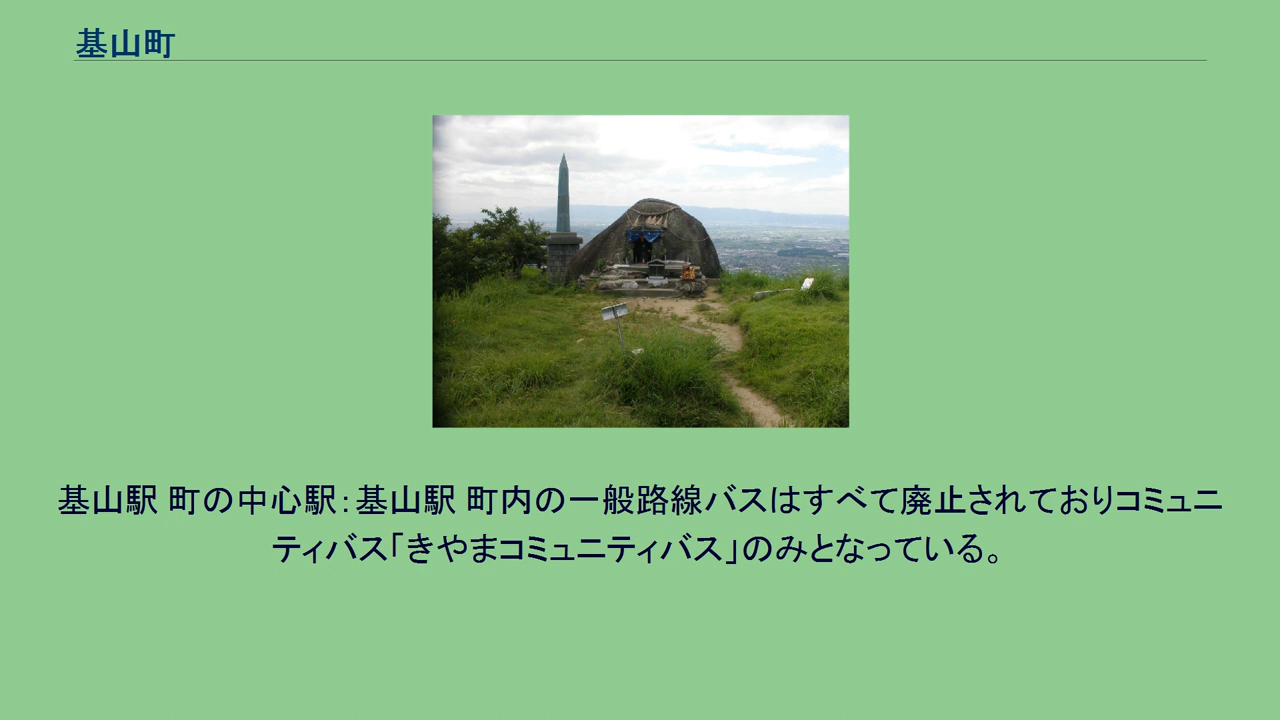 基山町
基山駅 町の中心駅：基山駅 町内の一般路線バスはすべて廃止されておりコミュニ
ティバス「きやまコミュニティバス」のみとなっている。